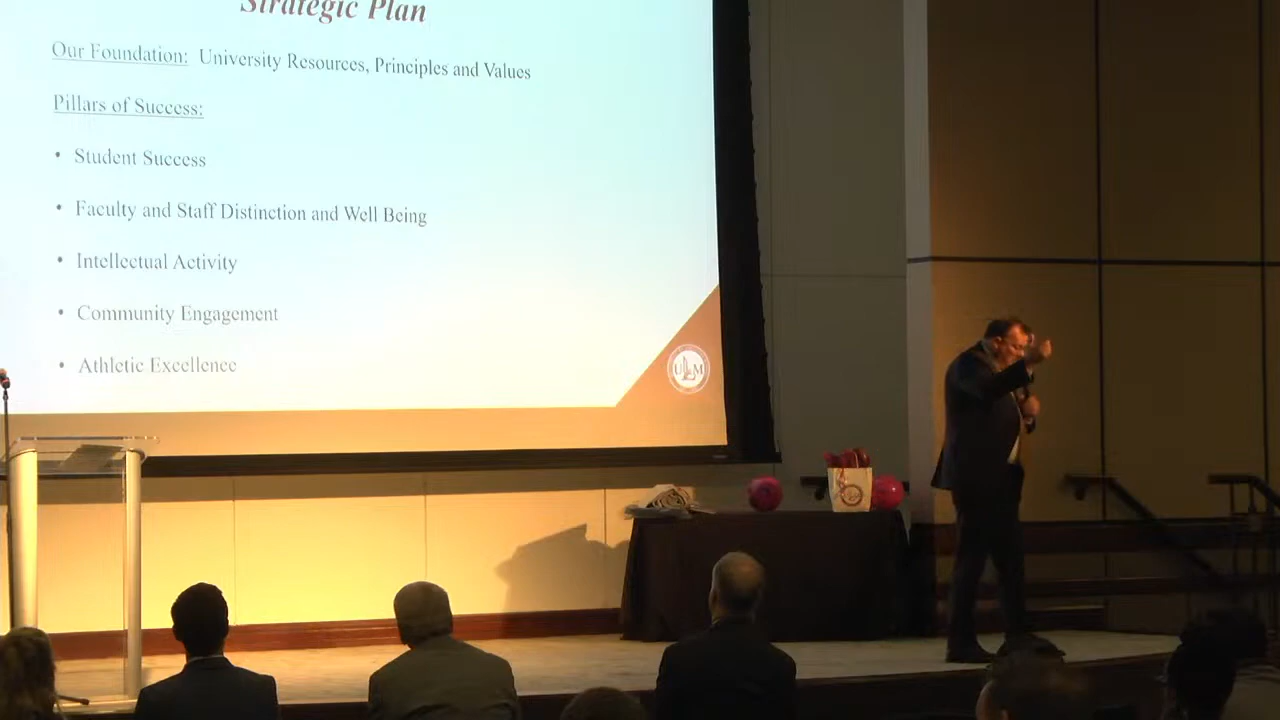 Strategic Plan
Our Foundation: University Resources, Principles and Values
Pillars of Success:
• Student Success
• Faculty and Staff Distinction and Well Being
• Intellectual Activity
• Community Engagement
• Athletic Excellence
ULM